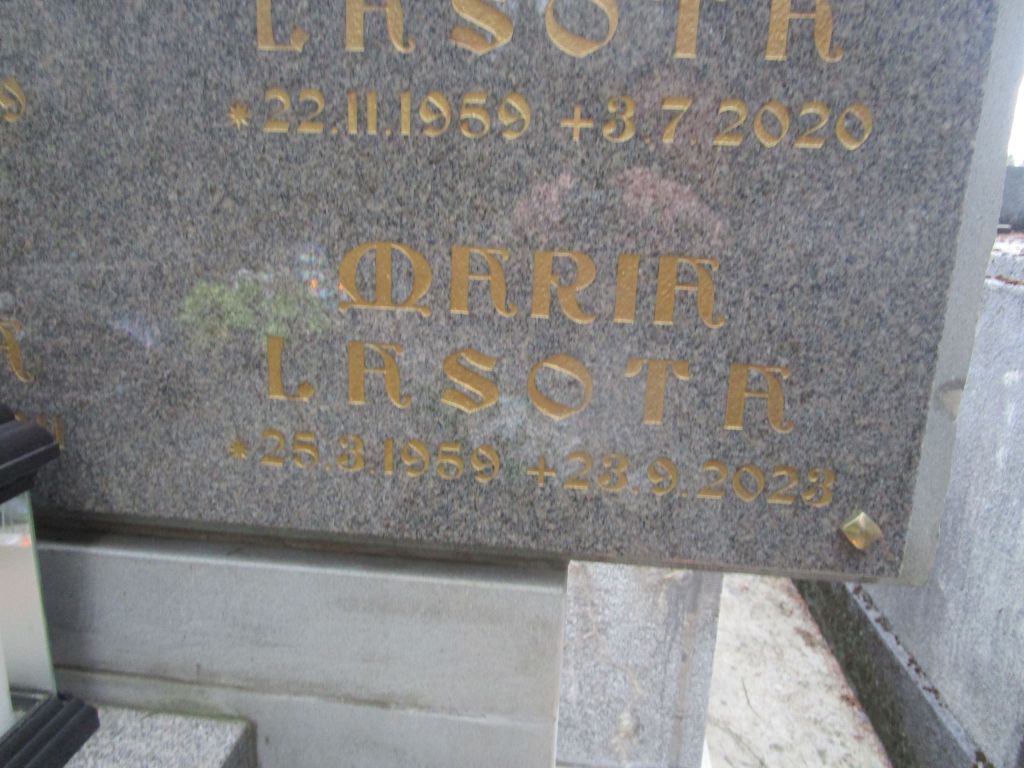 LASOTA
*22.11.1959 +3.7 2020
MARIA
LASOTA
*25.3.1959 +23.9.2023